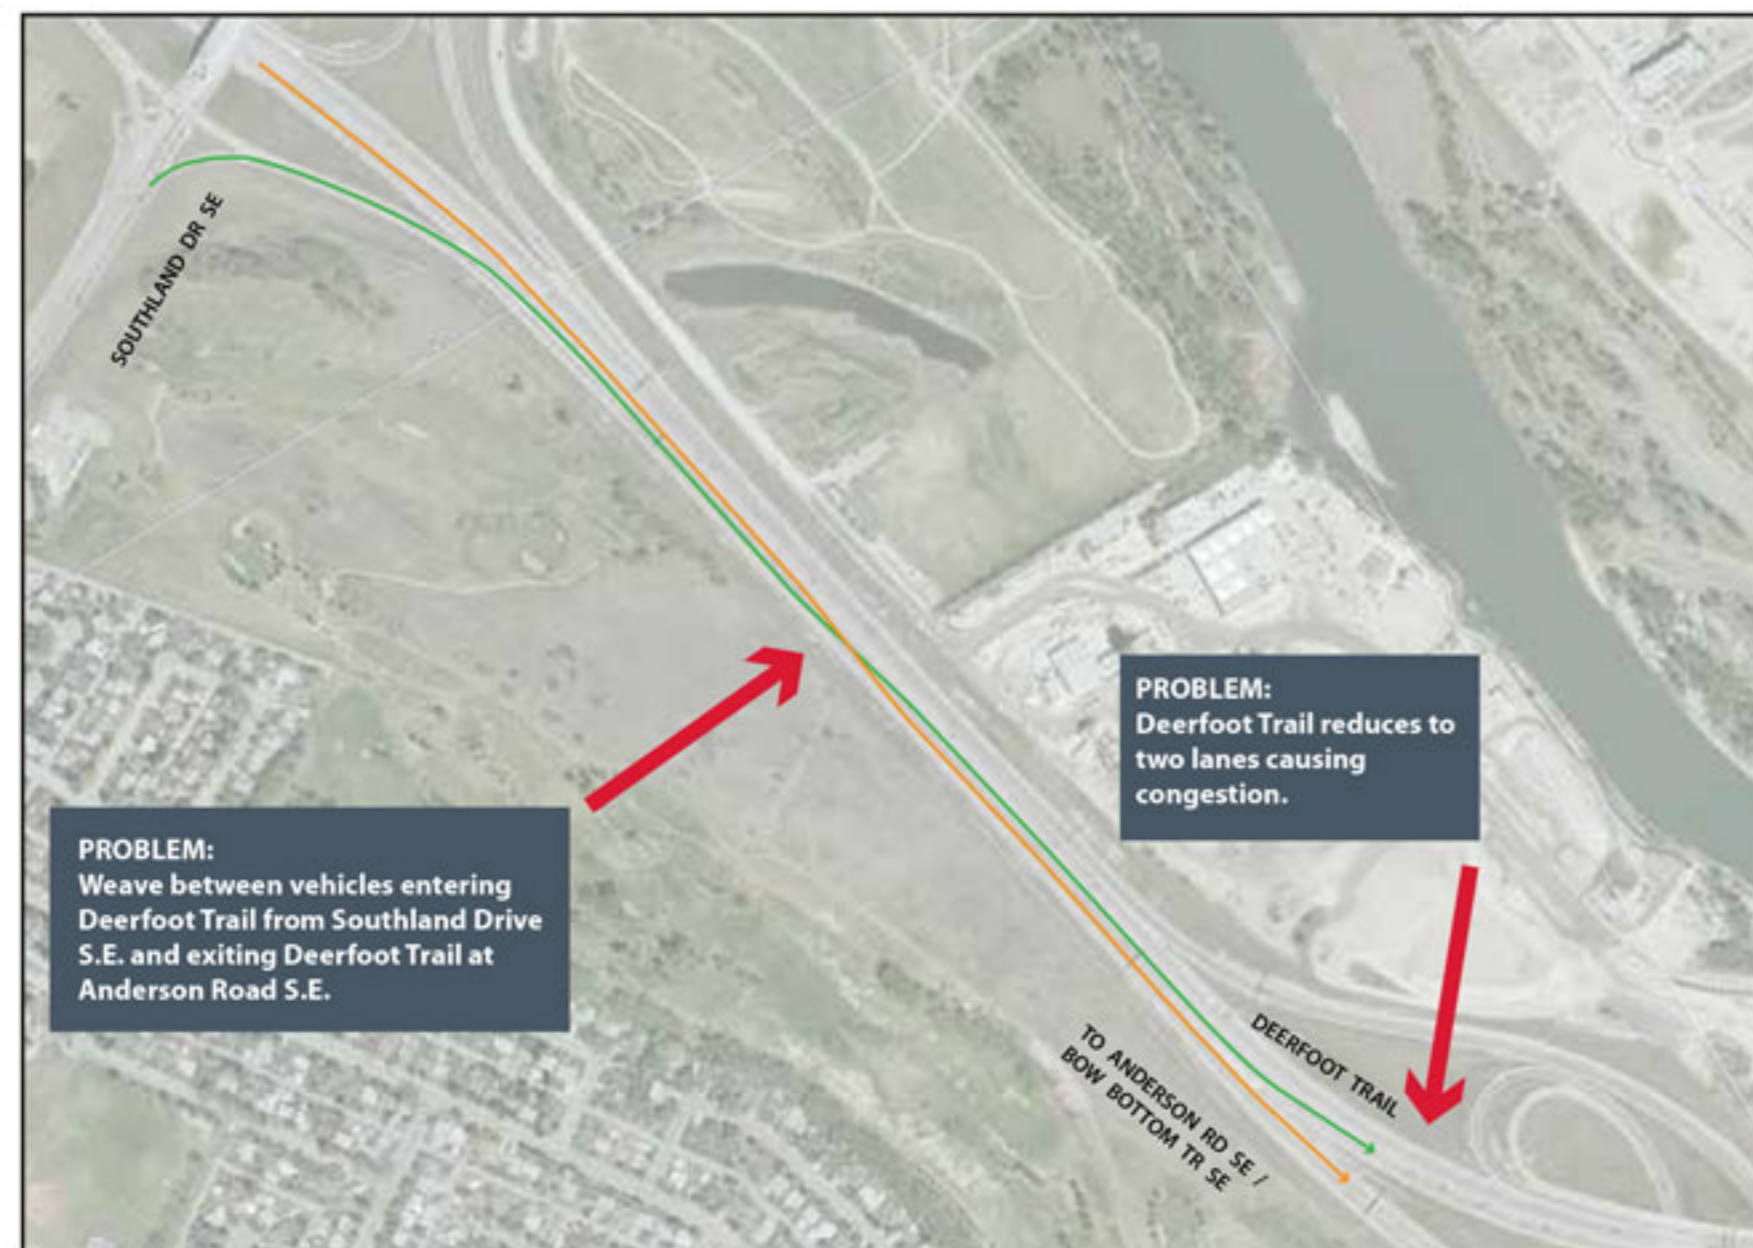 SOUTHLAND DR SE
PROBLEM:
Deerfoot Trail reduces to
two lanes causing
congestion.
PROBLEM:
Weave between vehicles entering
Deerfoot Trail from Southland Drive
S.E. and exiting Deerfoot Trail at
Anderson Road S.E.
DEERFOOT TRAIL
TO ANDERSON RD SE /
BOW BOTTOM TR SE